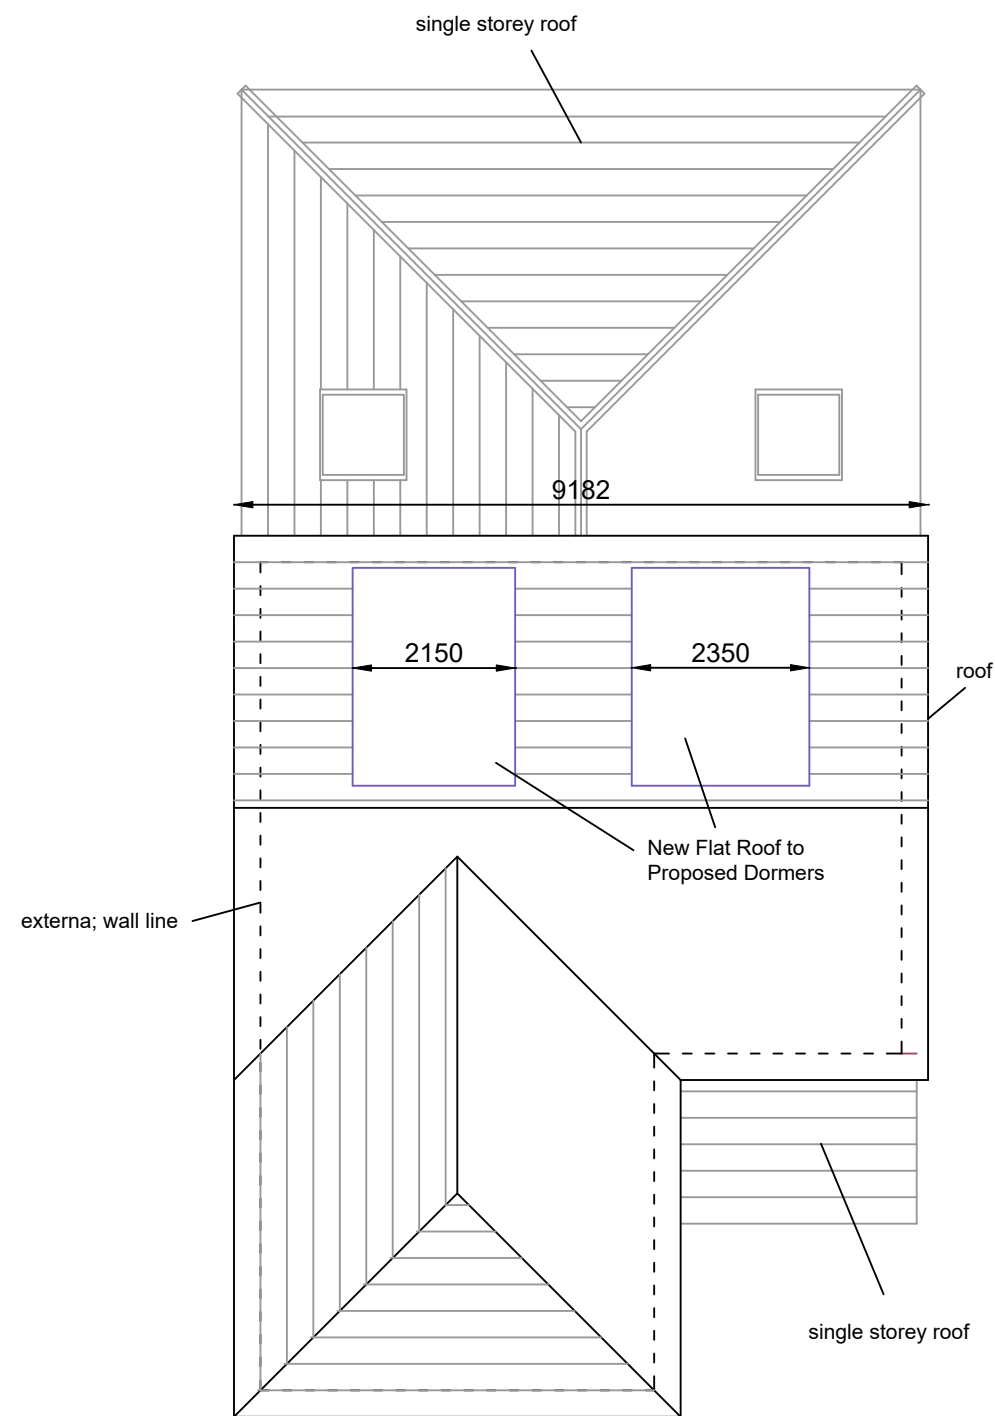 single storey roof
9182
2150
2350
roof
New Flat Roof to
Proposed Dormers
externa; wall line
single storey roof